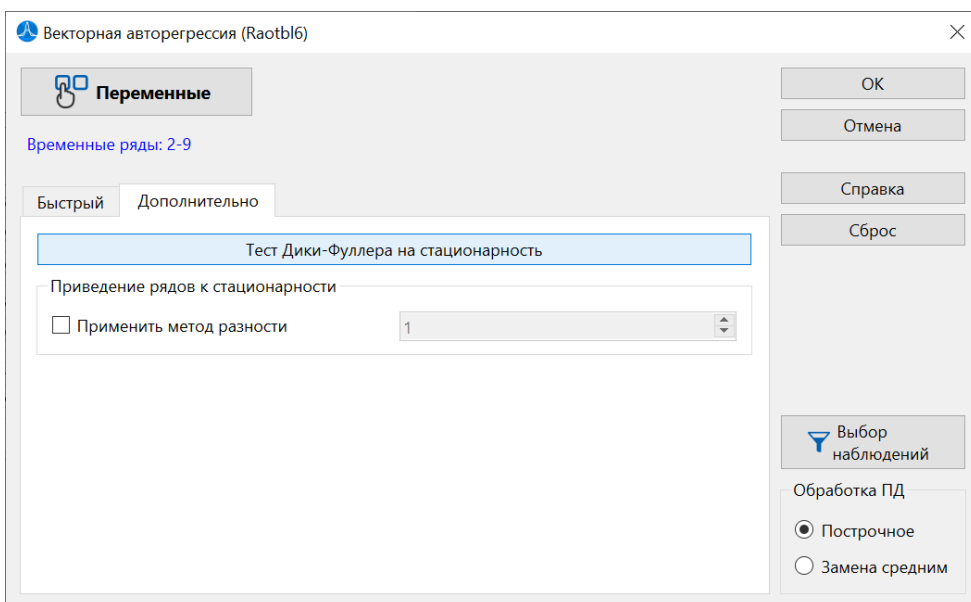 Векторная авторегрессия (Raotbl6)
Переменные
Временные ряды: 2-9
Быстрый
Дополнительно
Тест Дики-Фуллера на стационарность
Приведение рядов к стационарности
Применить метод разности
1
ОК
Отмена
Справка
Сброс
Выбор
наблюдений
Обработка ПД
Построчное
Замена средним